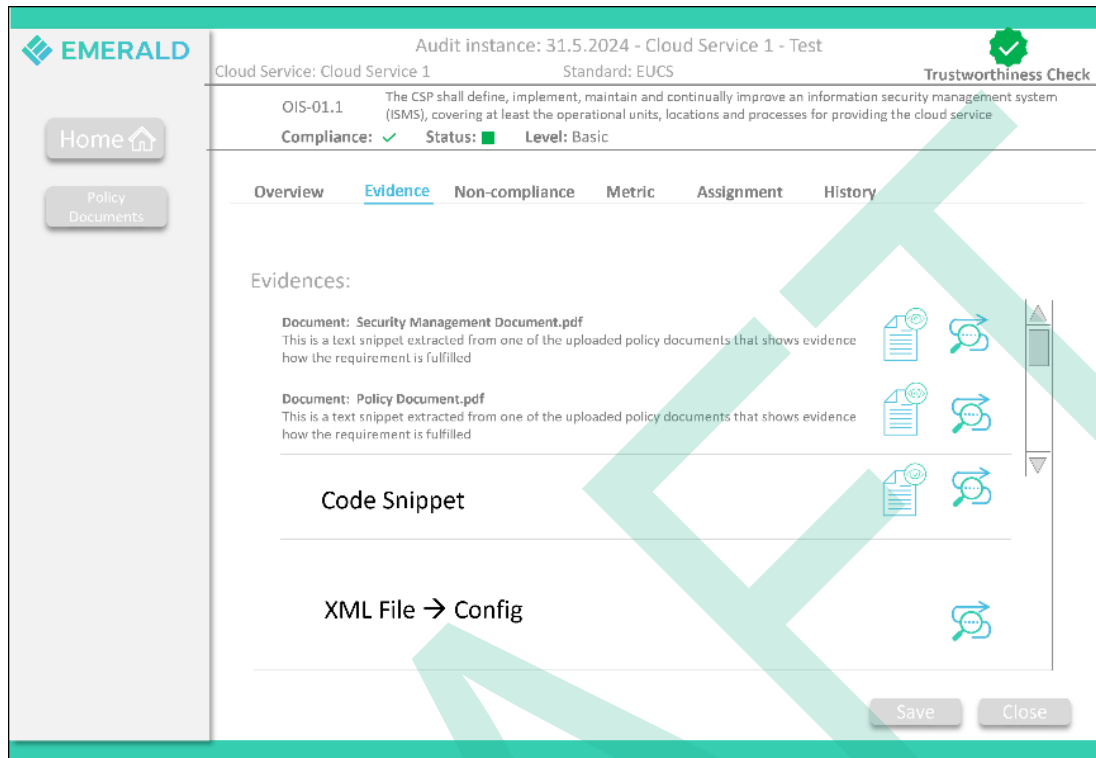 EMERALD
Audit instance: 31.5.2024 - Cloud Service 1 - Test
Cloud Service: Cloud Service 1
Standard: EUCS
Trustworthiness Check
OIS-01.1
The CSP shall define, implement, maintain and continually improve an information security management system
(ISMS), covering at least the operational units, locations and processes for providing the cloud service
Compliance: ✓ Status: Level: Basic
Home
Policy
Documents
Overview Evidence Non-compliance Metric Assignment History
Evidences:
Document: Security Management Document.pdf
This is a text snippet extracted from one of the uploaded policy documents that shows evidence
how the requirement is fulfilled
Document: Policy Document.pdf
This is a text snippet extracted from one of the uploaded policy documents that shows evidence
how the requirement is fulfilled
Code Snippet
XML File → Config
Save
Close